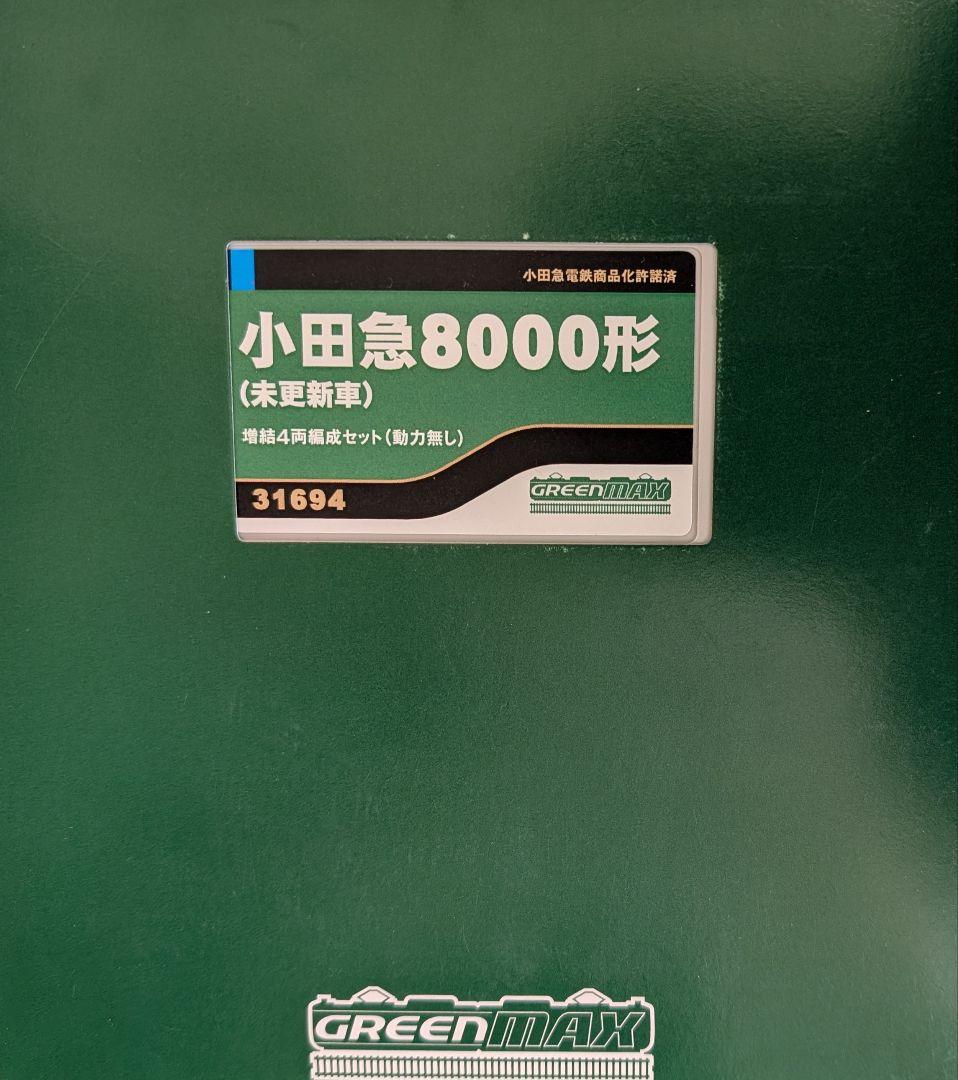 小田急電鉄商品化許諾済
小田急8000形
(未更新車)
増結4両編成セット(動力無し)
31694
GREENMAX
GREENMAX